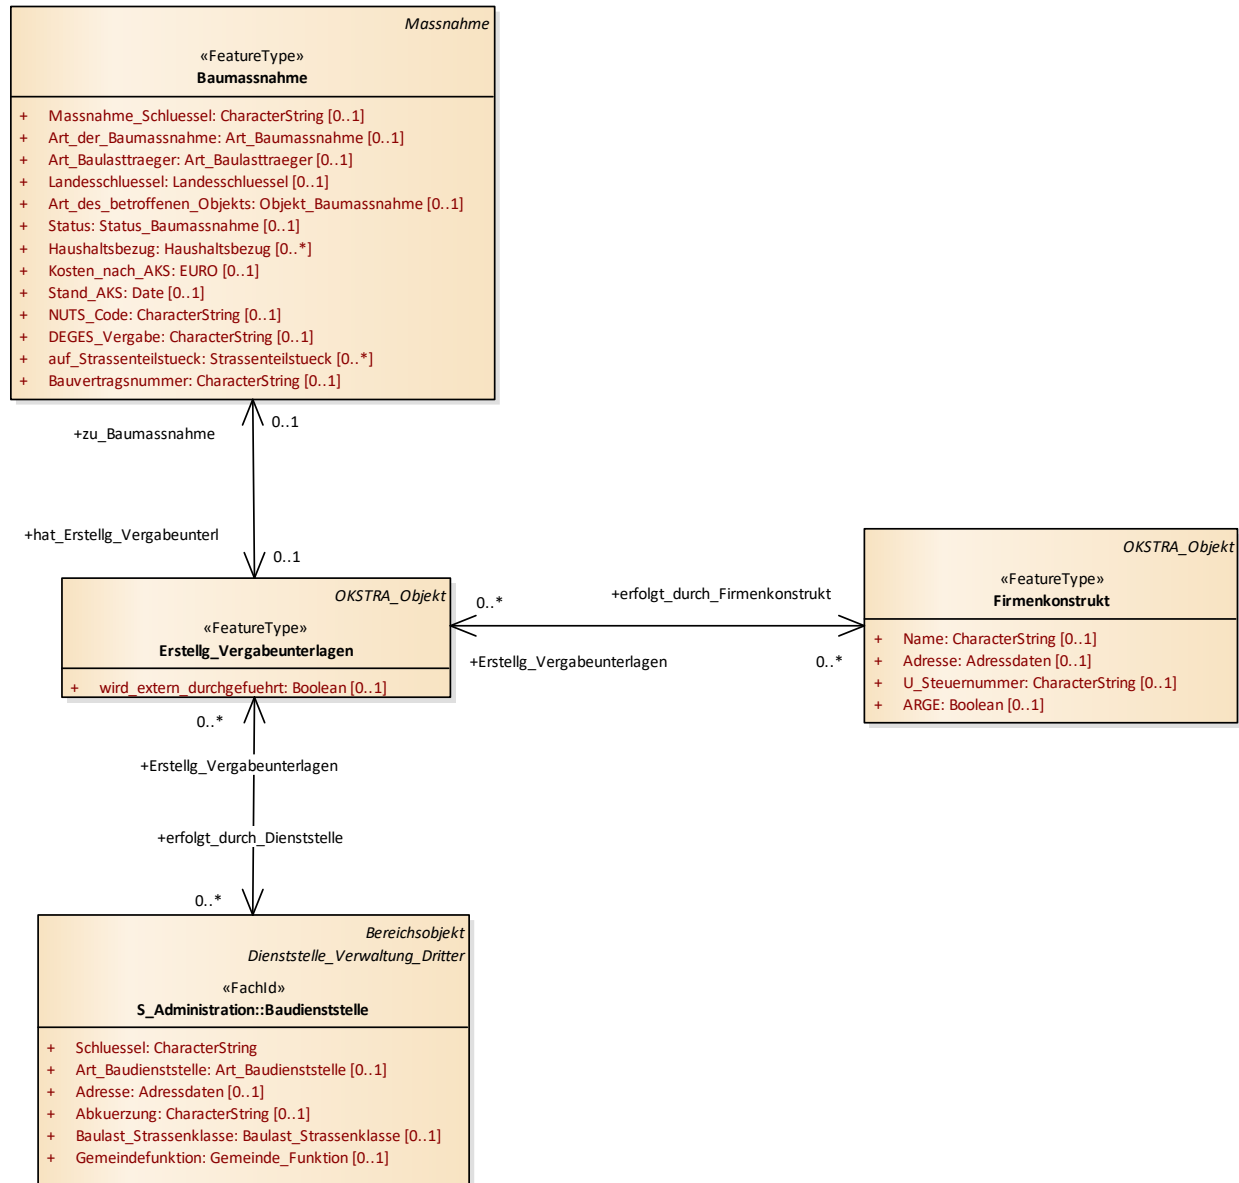 Massnahme
«FeatureType»
Baumassnahme
+ Massnahme_Schluessel: CharacterString [0..1]
+ Art_der_Baumassnahme: Art_Baumassnahme [0..1]
+ Art_Baulasttraeger: Art_Baulasttraeger [0..1]
+ Landesschluessel: Landesschluessel [0..1]
+ Art_des_betroffenen_Objekts: Objekt_Baumassnahme [0..1]
+ Status: Status_Baumassnahme [0..1]
+ Haushaltsbezug: Haushaltsbezug [0..*]
+ Kosten_nach_AKS: EURO [0..1]
+ Stand_AKS: Date [0..1]
+ NUTS_Code: CharacterString [0..1]
+ DEGES_Vergabe: CharacterString [0..1]
+ auf_Strassenteilstueck: Strassenteilstueck [0..*]
+ Bauvertragsnummer: CharacterString [0..1]
0..1
+zu_Baumassnahme
+hat_Erstellg_Vergabeunterl
0..1
OKSTRA_Objekt
«FeatureType»
Erstellg_Vergabeunterlagen
+ wird_extern_durchgefuehrt: Boolean [0..1]
0..*
+erfolgt_durch_Firmenkonstrukt
+Erstellg_Vergabeunterlagen
0..*
OKSTRA_Objekt
«FeatureType»
Firmenkonstrukt
+ Name: CharacterString [0..1]
+ Adresse: Adressdaten [0..1]
+ U_Steuernummer: CharacterString [0..1]
+ ARGE: Boolean [0..1]
0..*
+Erstellg_Vergabeunterlagen
+erfolgt_durch_Dienststelle
0..*
Bereichsobjekt
Dienststelle_Verwaltung_Dritter
«FachId»
S_Administration::Baudienststelle
+ Schluessel: CharacterString
+ Art_Baudienststelle: Art_Baudienststelle [0..1]
+ Adresse: Adressdaten [0..1]
+ Abkuerzung: CharacterString [0..1]
+ Baulast_Strassenklasse: Baulast_Strassenklasse [0..1]
+ Gemeindefunktion: Gemeinde_Funktion [0..1]